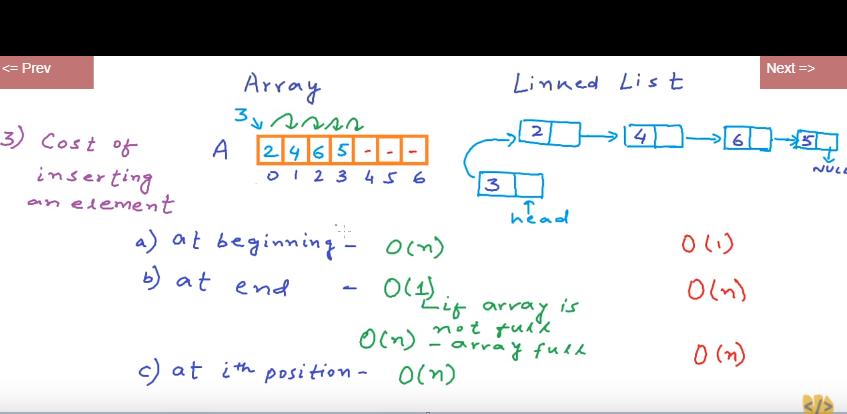 <= Prev
Next =>
Array
Linked List
3) Cost of inserting an element
3
A 2 4 6 5 - - -
0 1 2 3 4 5 6
2 4 6 5
NULL
3
head
a) at beginning - O(n) O(1)
b) at end - O(1) O(n)
if array is not full
O(n) - array full
c) at ith position - O(n) O(n)
</>